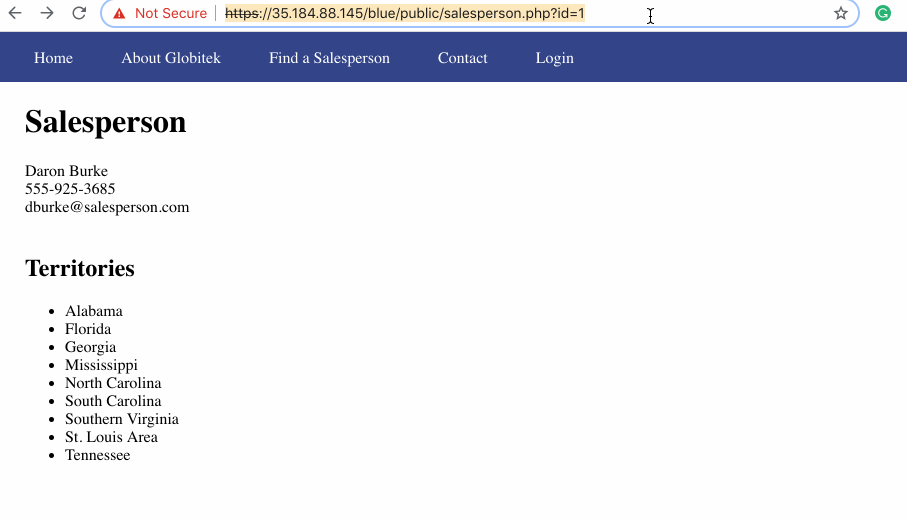 Not Secure https://35.184.88.145/blue/public/salesperson.php?id=1
Home About Globitek Find a Salesperson Contact Login
Salesperson
Daron Burke
555-925-3685
dburke@salesperson.com
Territories
• Alabama
• Florida
• Georgia
• Mississippi
• North Carolina
• South Carolina
• Southern Virginia
• St. Louis Area
• Tennessee